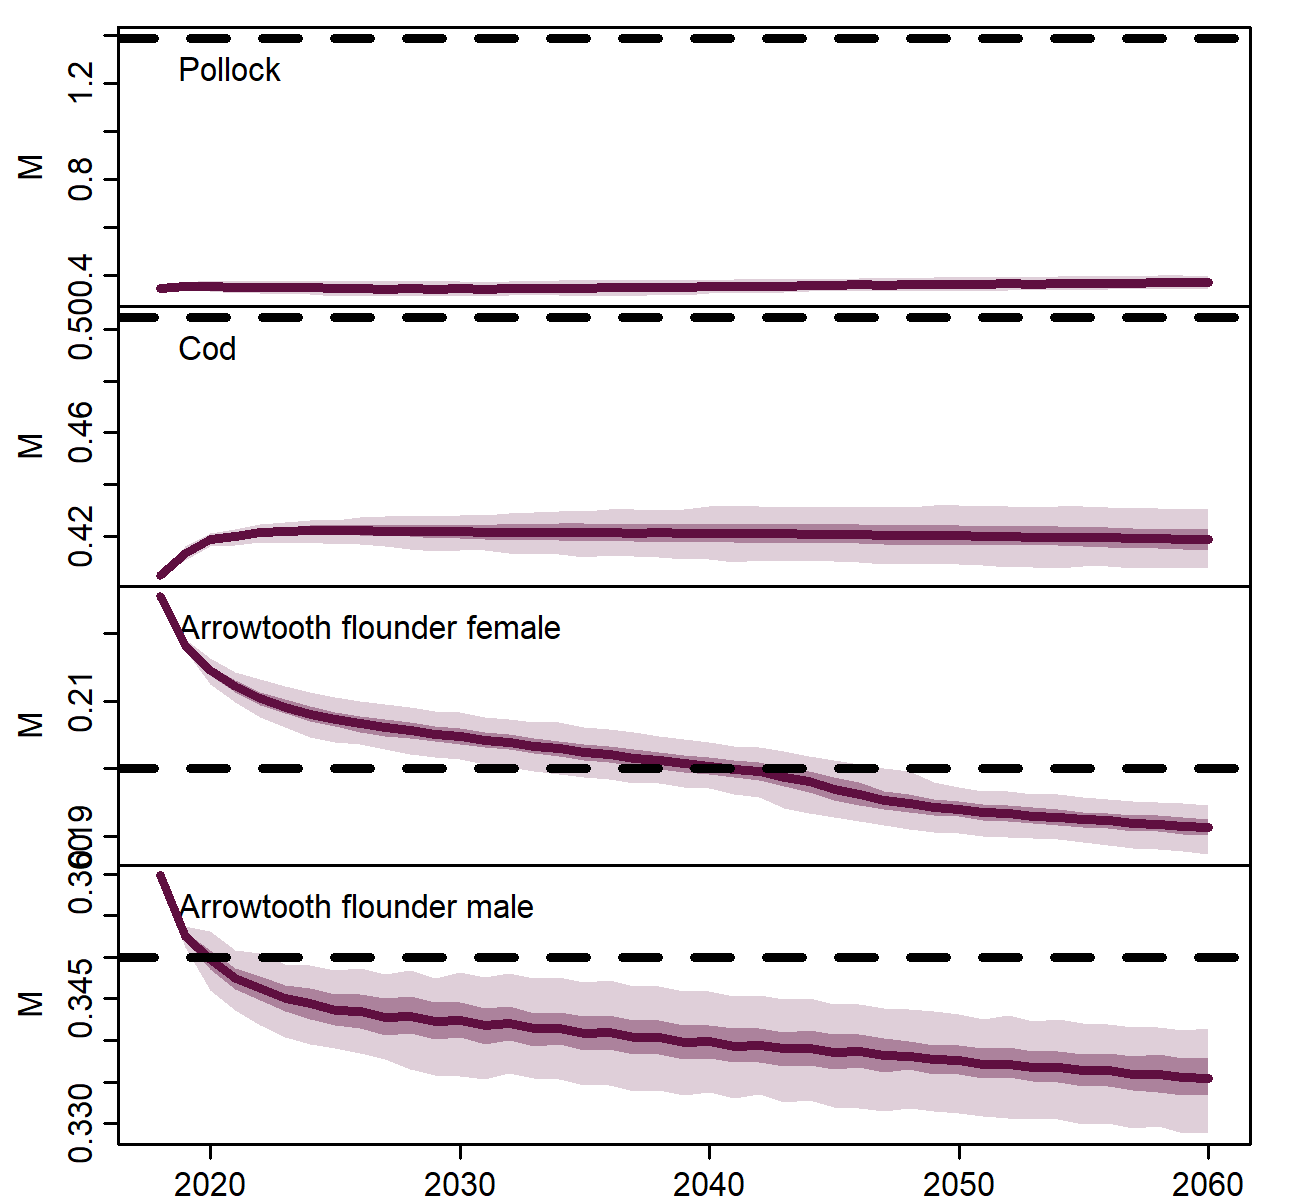 Pollock
M
1.2
0.8
0.4
Cod
M
0.50
0.46
0.42
Arrowtooth flounder female
M
0.21
0.19
Arrowtooth flounder male
M
0.360
0.345
0.330
2020 2030 2040 2050 2060